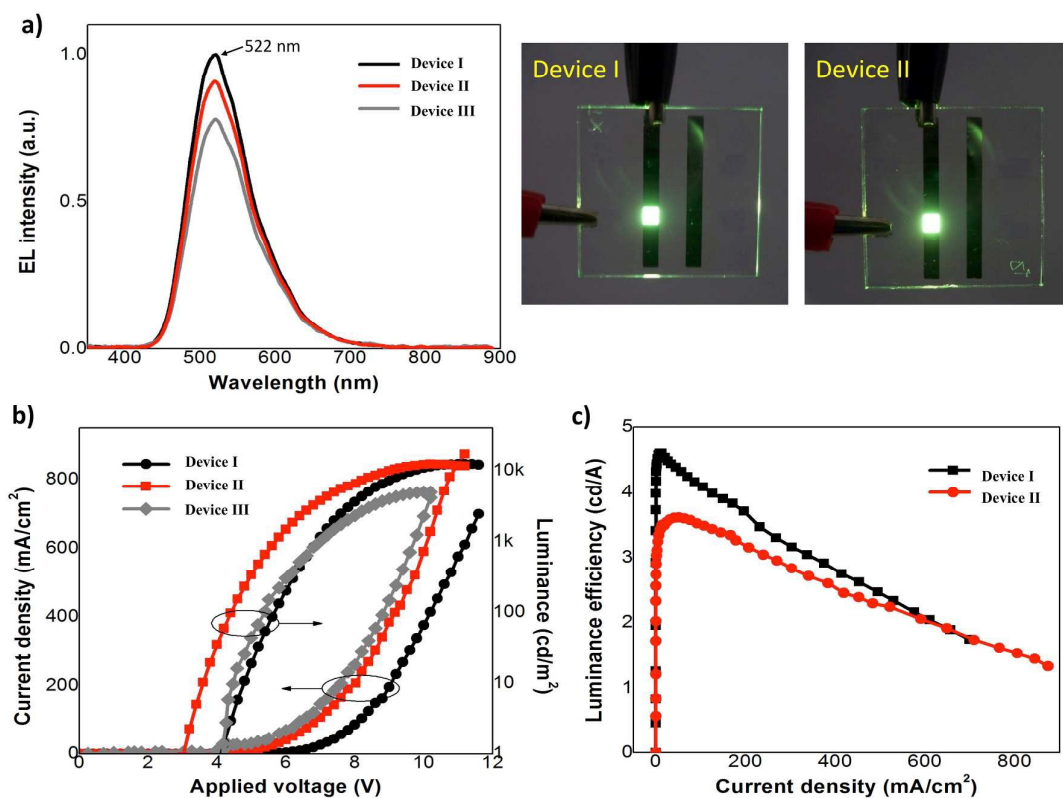 a)
522 nm
1.0
0.5
0.0
EL intensity (a.u.)
Device I
Device II
Device III
400 500 600 700 800 900
Wavelength (nm)
Device I
Device II
b)
Device I
Device II
Device III
800
600
400
200
0
Current density (mA/cm²)
10k
1k
100
10
1
Luminance (cd/m²)
0 2 4 6 8 10 12
Applied voltage (V)
c)
Device I
Device II
5
4
3
2
1
0
Luminance efficiency (cd/A)
0 200 400 600 800
Current density (mA/cm²)